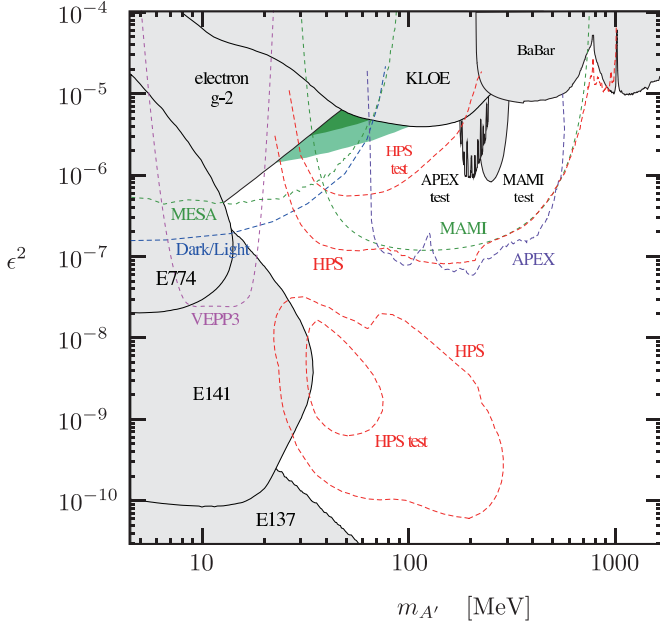 10⁻⁴
10⁻⁵
10⁻⁶
10⁻⁷
10⁻⁸
10⁻⁹
10⁻¹⁰
ϵ²
electron
g-2
KLOE
BaBar
HPS
test
APEX
test
MAMI
test
MESA
MAMI
Dark/Light
HPS
APEX
E774
VEPP3
HPS
E141
HPS test
E137
10
100
1000
m_A′ [MeV]